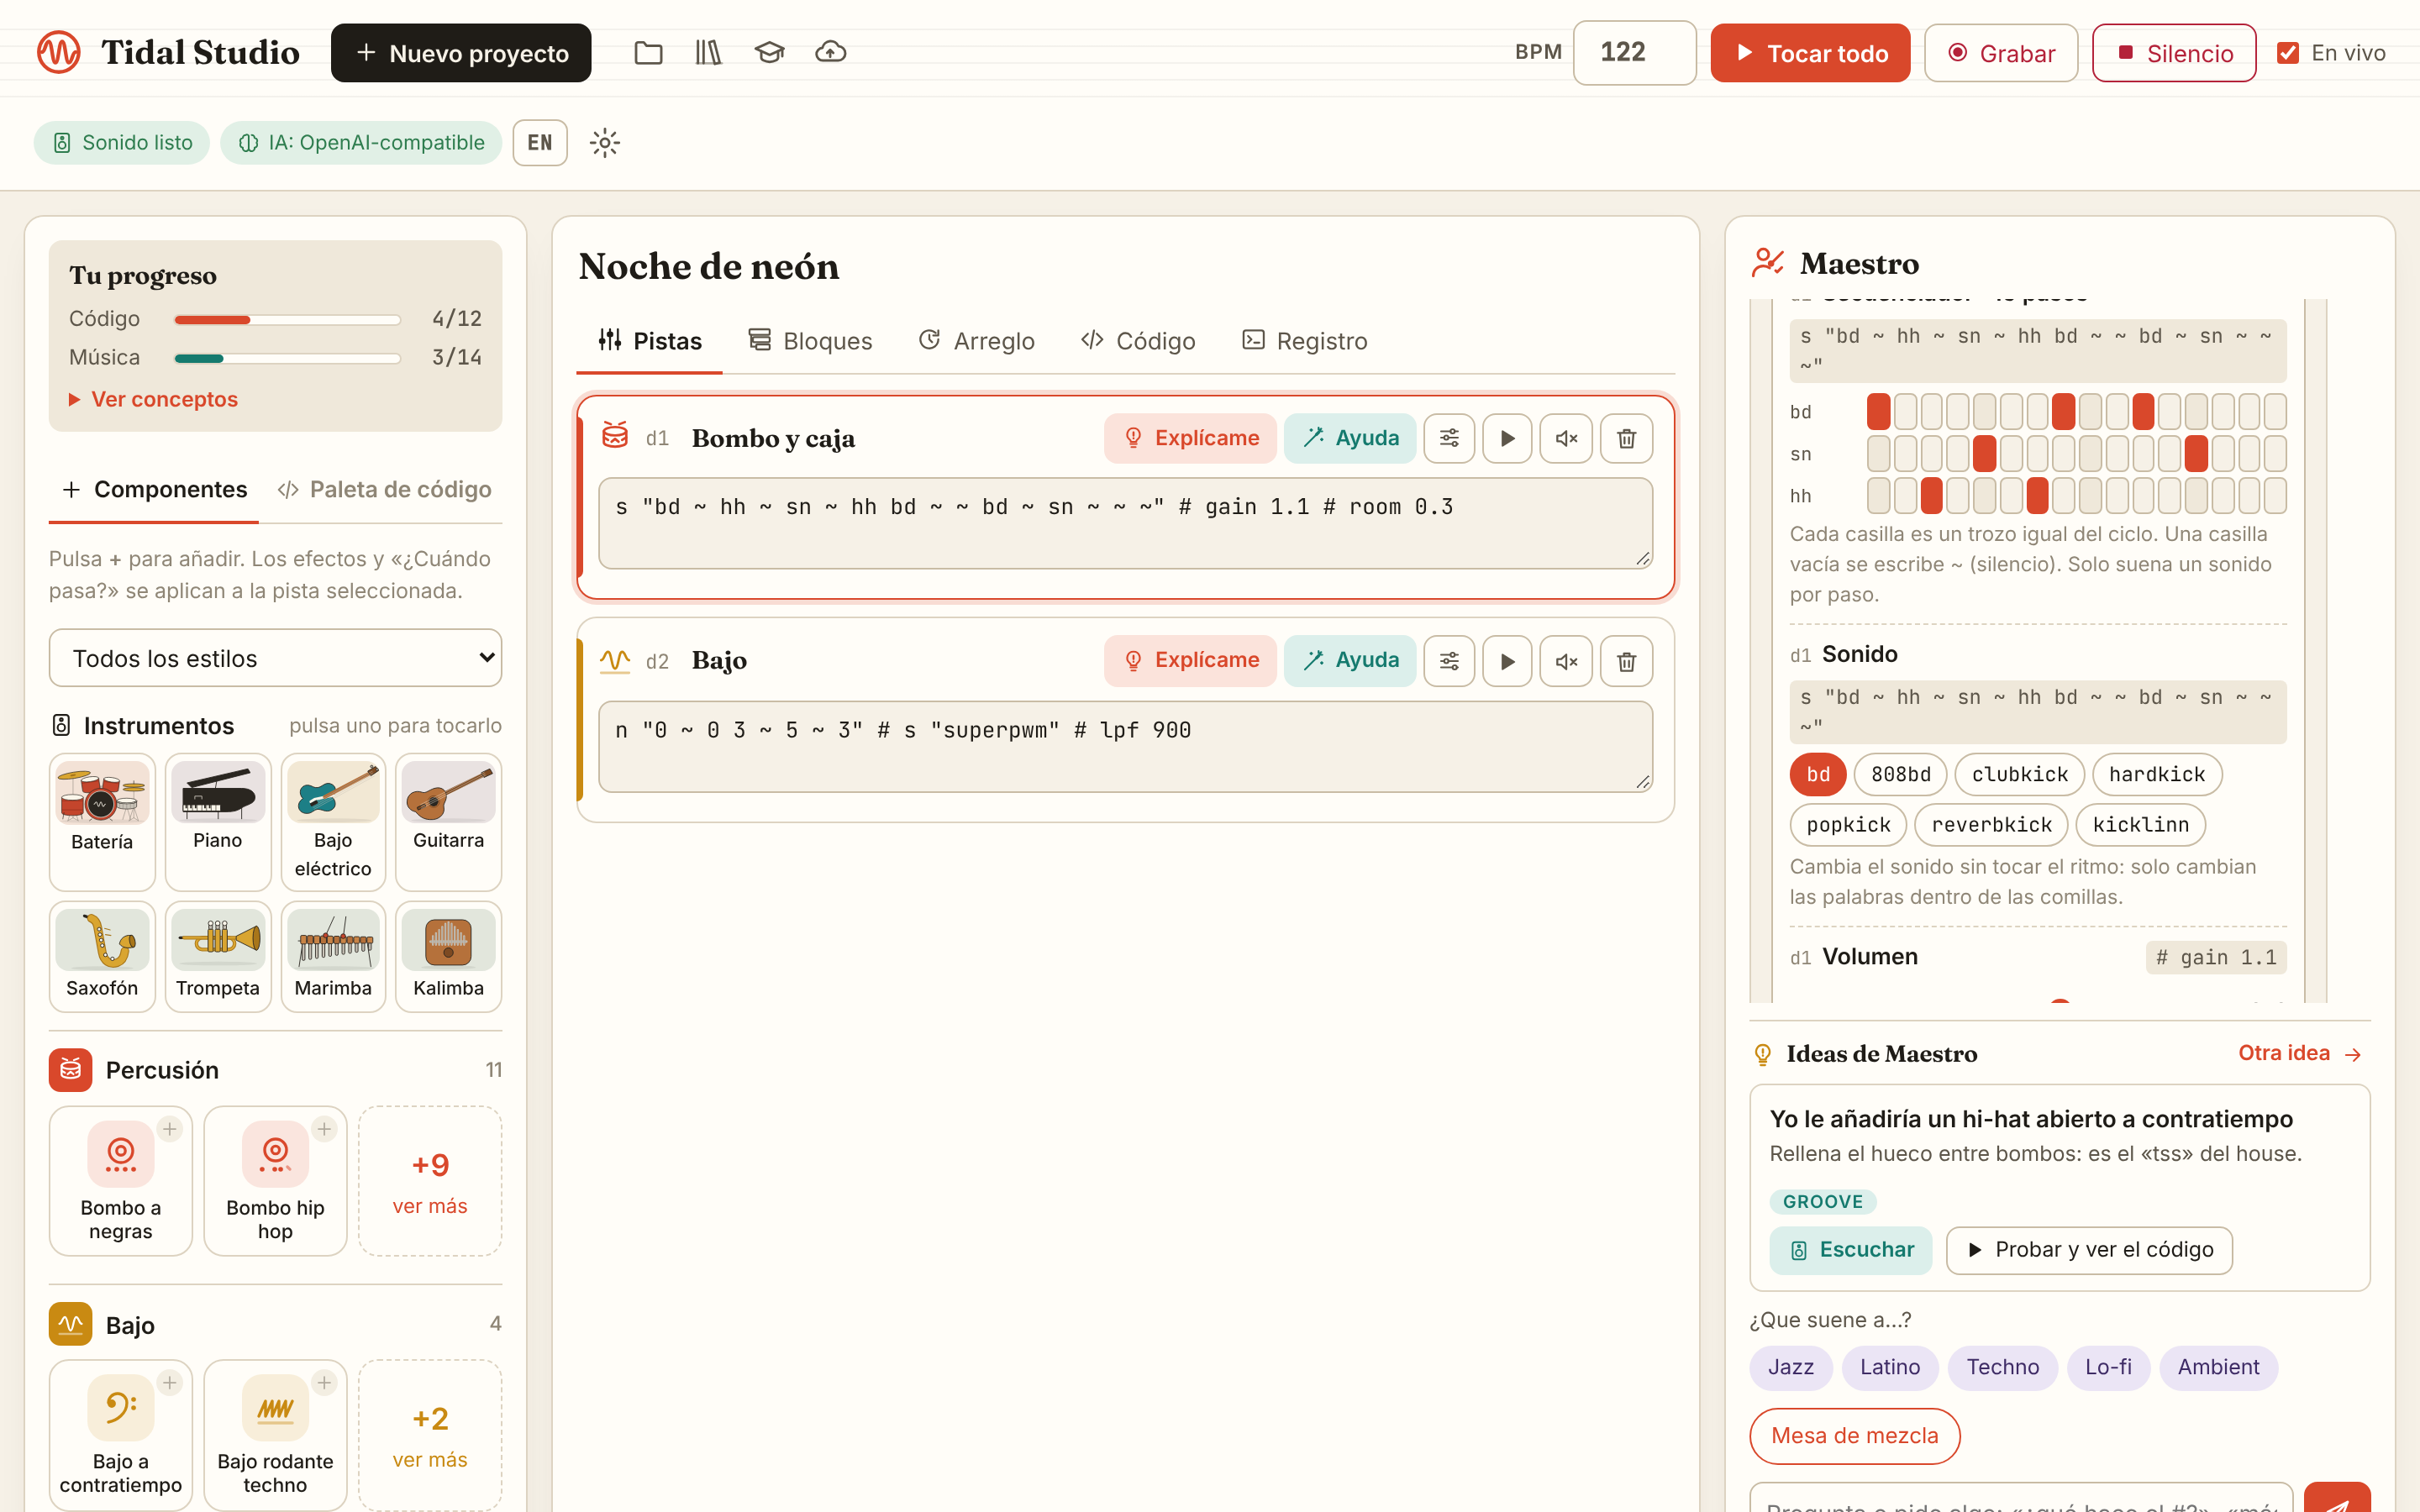 Tidal Studio
Nuevo proyecto
BPM
122
Tocar todo
Grabar
Silencio
En vivo
Sonido listo
IA: OpenAI-compatible
EN
Tu progreso
Código 4/12
Música 3/14
Ver conceptos
Componentes
Paleta de código
Pulsa + para añadir. Los efectos y «¿Cuándo
pasa?» se aplican a la pista seleccionada.
Todos los estilos
Instrumentos
pulsa uno para tocarlo
Batería
Piano
Bajo
eléctrico
Guitarra
Saxofón
Trompeta
Marimba
Kalimba
Percusión
11
Bombo a
negras
Bombo hip
hop
+9
ver más
Bajo
4
Bajo a
contratiempo
Bajo rodante
techno
+2
ver más
Noche de neón
Pistas
Bloques
Arreglo
Código
Registro
d1 Bombo y caja
Explícame
Ayuda
s "bd ~ hh ~ sn ~ hh bd ~ ~ bd ~ sn ~ ~ ~" # gain 1.1 # room 0.3
d2 Bajo
Explícame
Ayuda
n "0 ~ 0 3 ~ 5 ~ 3" # s "superpwm" # lpf 900
Maestro
s "bd ~ hh ~ sn ~ hh bd ~ ~ bd ~ sn ~ ~
~"
bd
sn
hh
Cada casilla es un trozo igual del ciclo. Una casilla
vacía se escribe ~ (silencio). Solo suena un sonido
por paso.
d1 Sonido
s "bd ~ hh ~ sn ~ hh bd ~ ~ bd ~ sn ~ ~
~"
bd
808bd
clubkick
hardkick
popkick
reverbkick
kicklinn
Cambia el sonido sin tocar el ritmo: solo cambian
las palabras dentro de las comillas.
d1 Volumen
# gain 1.1
Ideas de Maestro
Otra idea
Yo le añadiría un hi-hat abierto a contratiempo
Rellena el hueco entre bombos: es el «tss» del house.
GROOVE
Escuchar
Probar y ver el código
¿Que suene a...?
Jazz
Latino
Techno
Lo-fi
Ambient
Mesa de mezcla